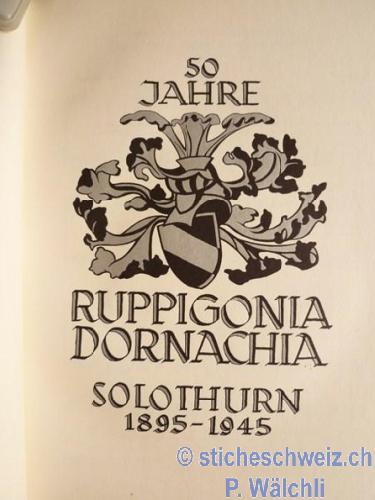 50
JAHRE
RUPPIGONIA
DORNACHIA
SOLOTHURN
1895-1945
© sticheschweiz.ch
P. Wälchli